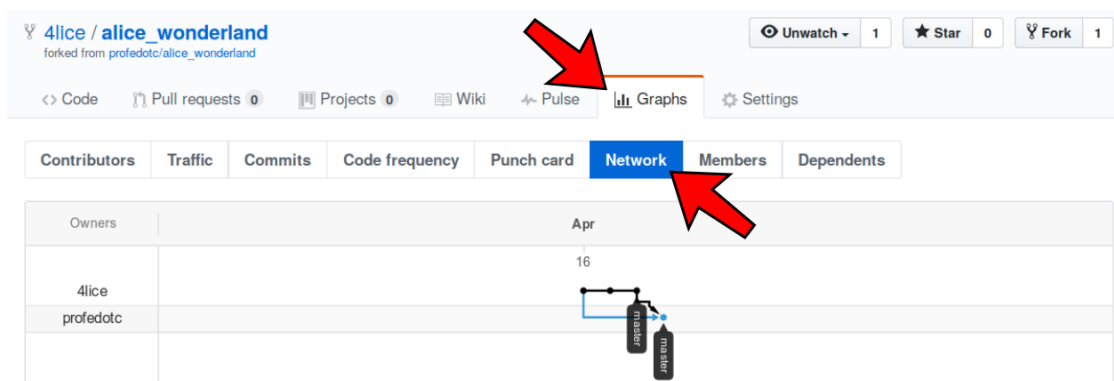 4lice / alice_wonderland
forked from profedotc/alice_wonderland
Unwatch 1 Star 0 Fork 1
Code Pull requests 0 Projects 0 Wiki Pulse Graphs Settings
Contributors Traffic Commits Code frequency Punch card Network Members Dependents
Owners Apr
16
4lice
profedotc
master
master